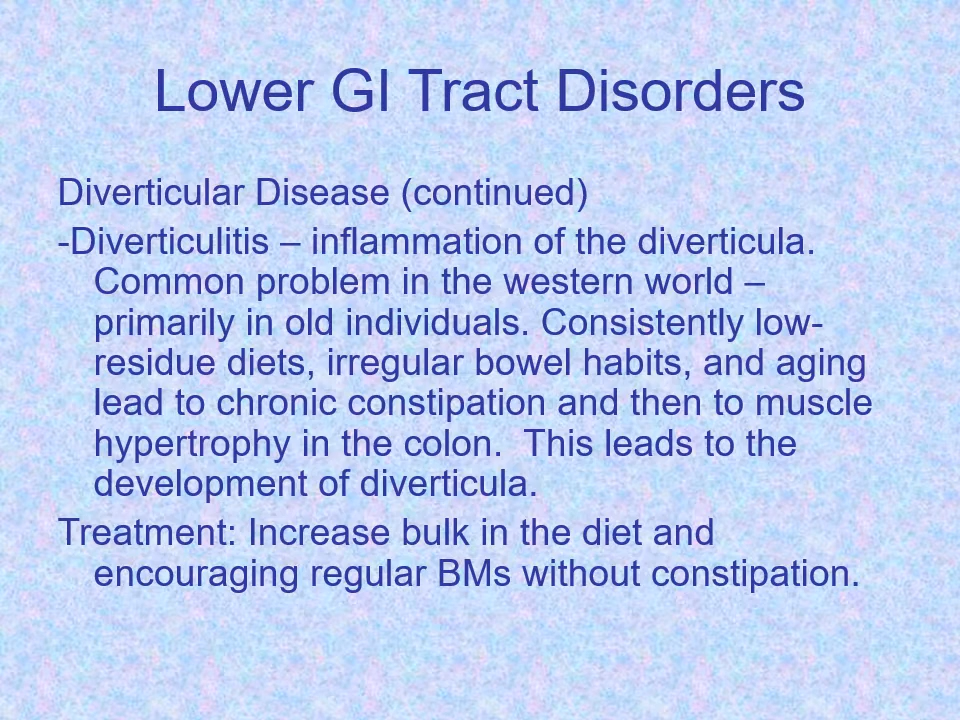 Lower GI Tract Disorders
Diverticular Disease (continued)
-Diverticulitis – inflammation of the diverticula.
Common problem in the western world –
primarily in old individuals. Consistently low-
residue diets, irregular bowel habits, and aging
lead to chronic constipation and then to muscle
hypertrophy in the colon.  This leads to the
development of diverticula.
Treatment: Increase bulk in the diet and
encouraging regular BMs without constipation.